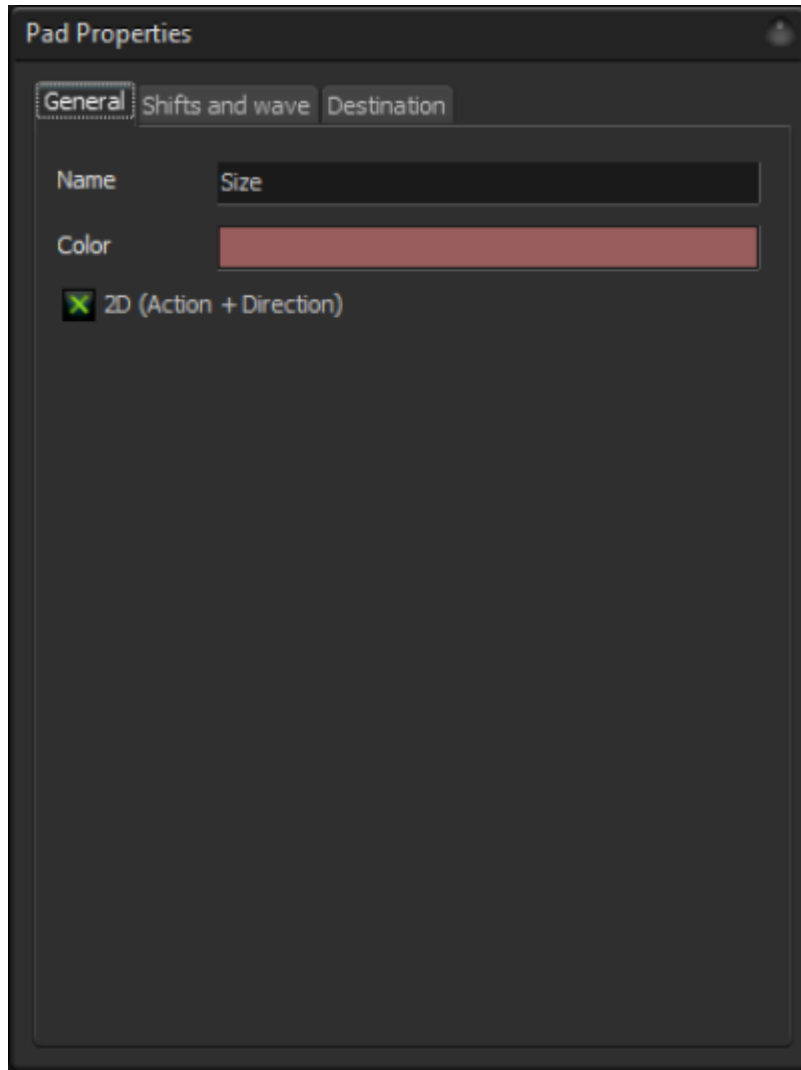 Pad Properties
General Shifts and wave Destination
Name Size
Color
2D (Action + Direction)